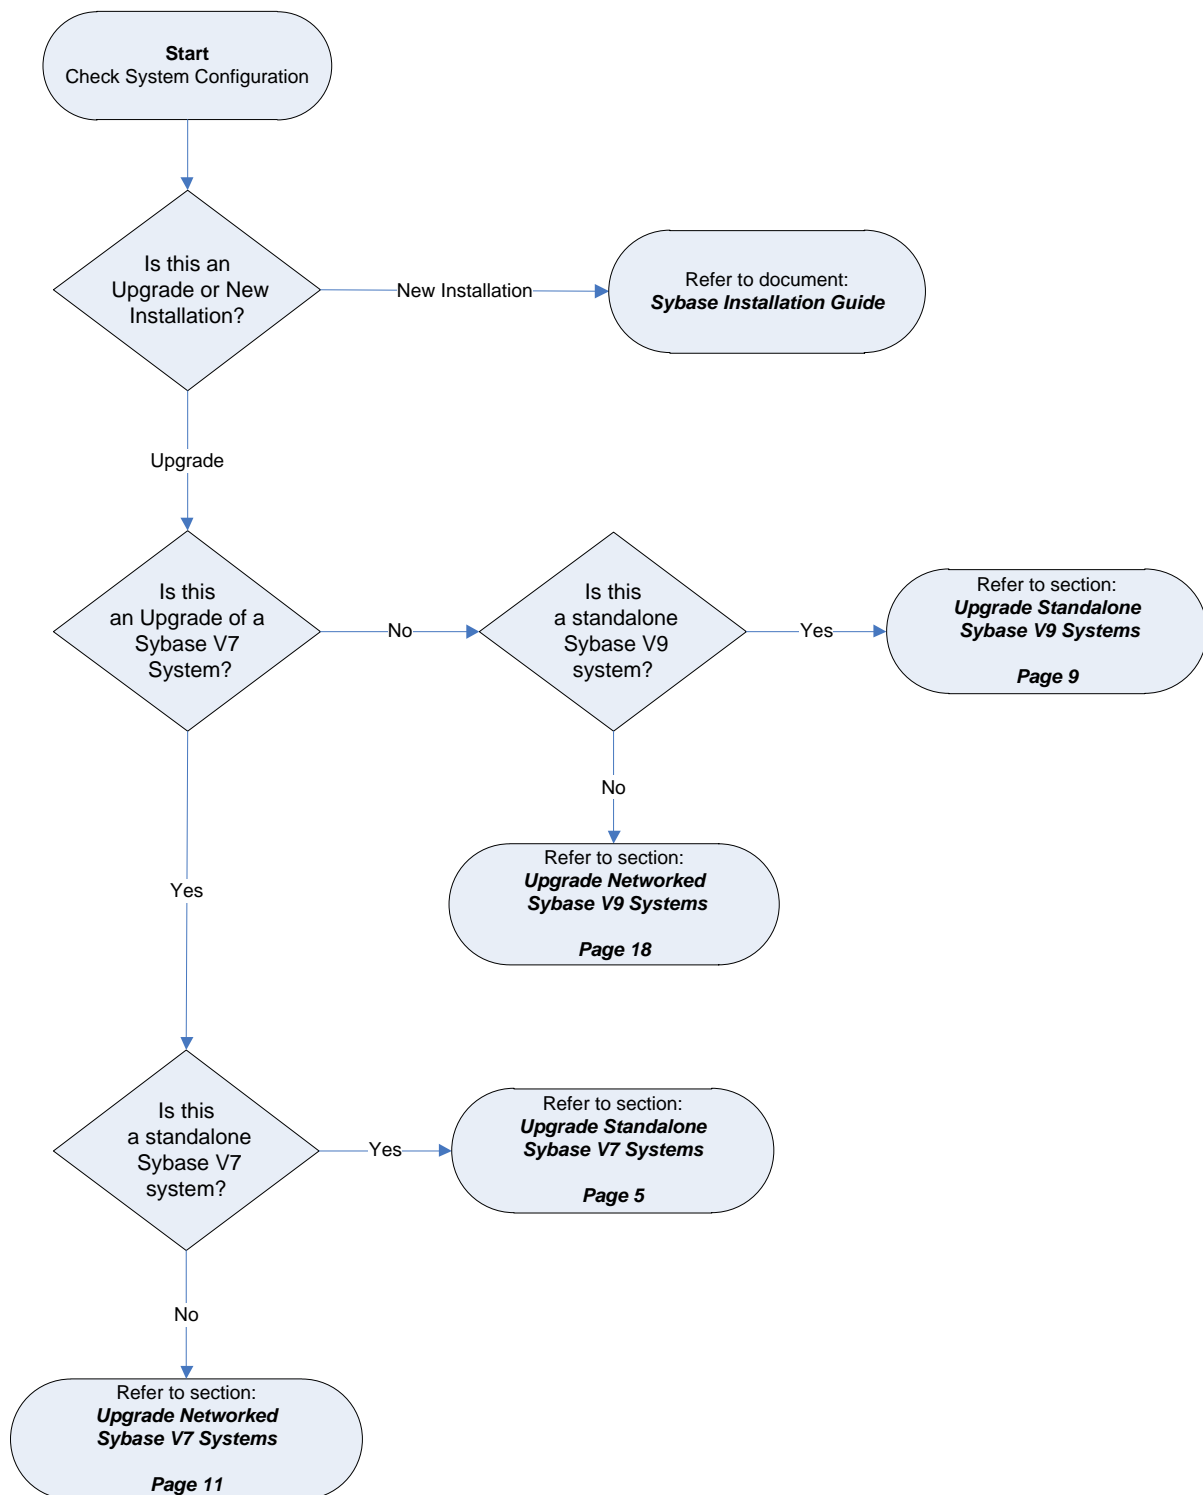 Start
Check System Configuration
Is this an
Upgrade or New
Installation?
New Installation
Refer to document:
Sybase Installation Guide
Upgrade
Is this
an Upgrade of a
Sybase V7
System?
No
Is this
a standalone
Sybase V9
system?
Yes
Refer to section:
Upgrade Standalone
Sybase V9 Systems
Page 9
No
Refer to section:
Upgrade Networked
Sybase V9 Systems
Page 18
Yes
Is this
a standalone
Sybase V7
system?
Yes
Refer to section:
Upgrade Standalone
Sybase V7 Systems
Page 5
No
Refer to section:
Upgrade Networked
Sybase V7 Systems
Page 11